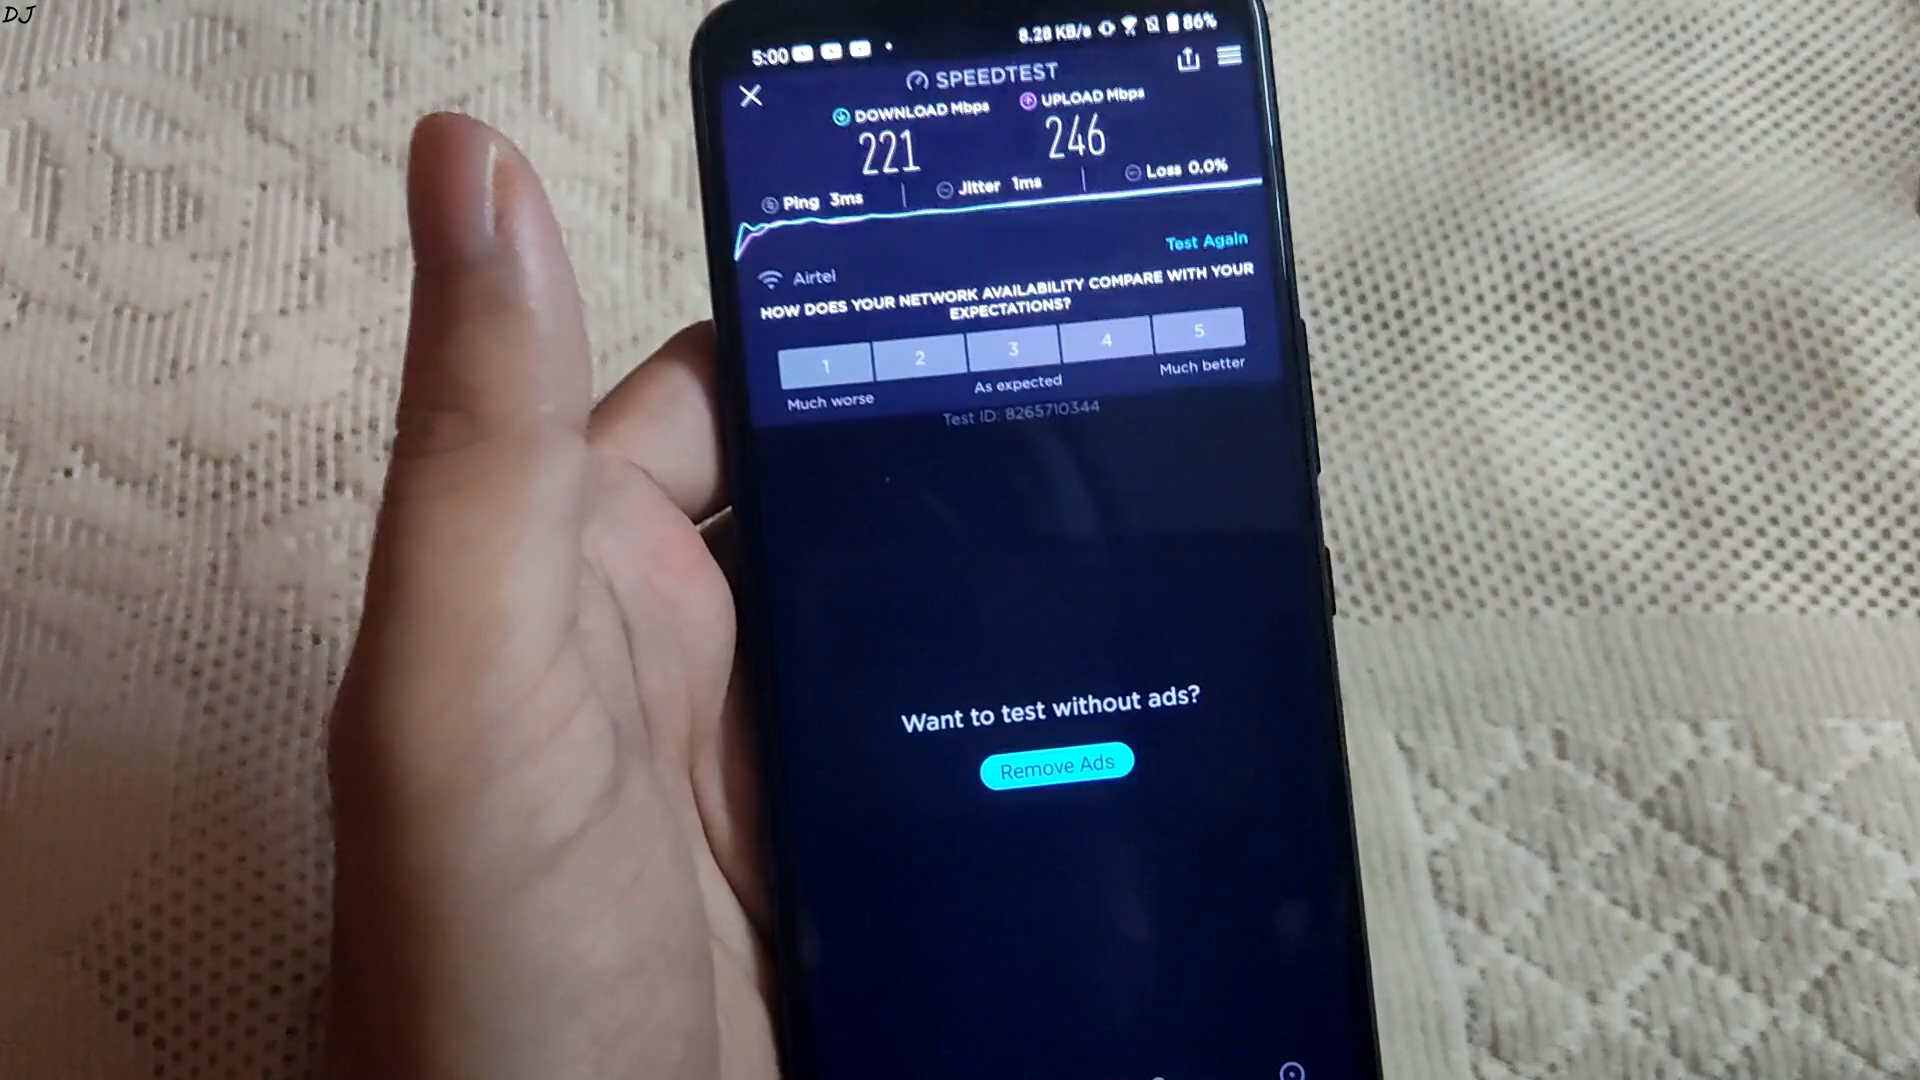 DJ
5:00
8.28 KB/s
86%
SPEEDTEST
DOWNLOAD Mbps
UPLOAD Mbps
221
246
Ping 3ms
Jitter 1ms
Loss 0.0%
Test Again
Airtel
HOW DOES YOUR NETWORK AVAILABILITY COMPARE WITH YOUR
EXPECTATIONS?
1
2
3
4
5
Much worse
As expected
Much better
Test ID: 8265710344
Want to test without ads?
Remove Ads